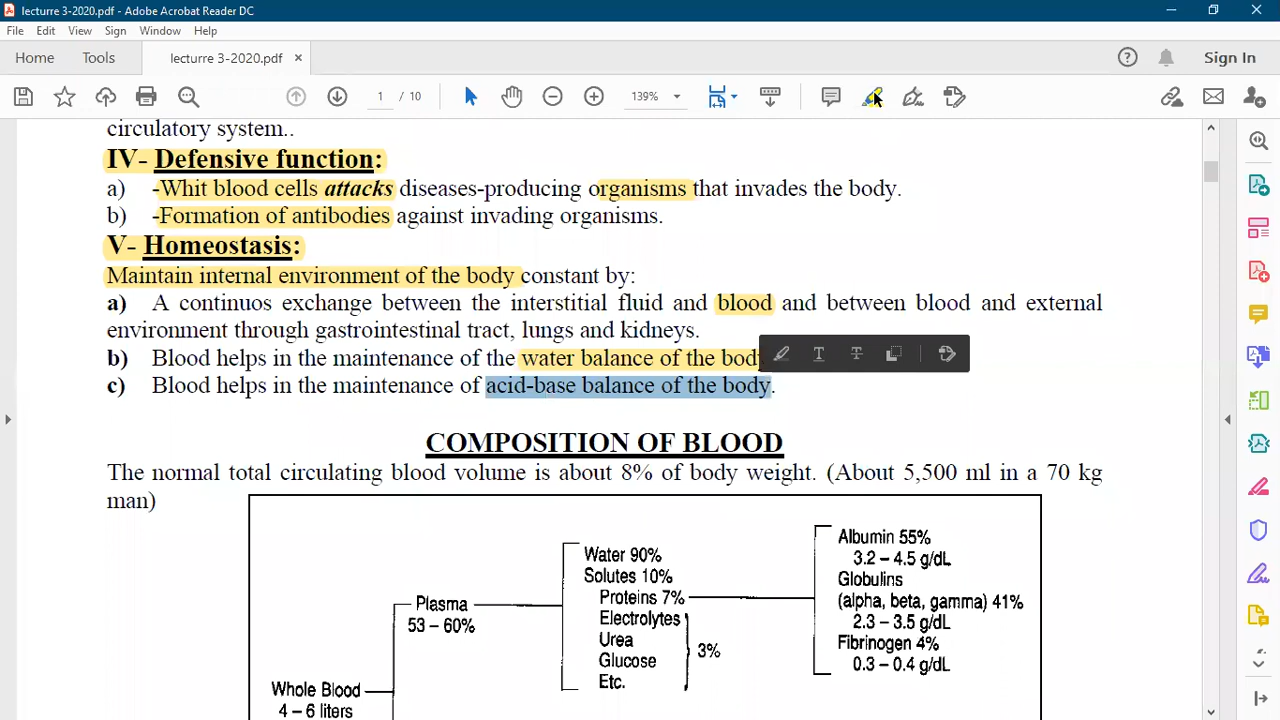 lecturre 3-2020.pdf - Adobe Acrobat Reader DC
File Edit View Sign Window Help
Home Tools lecturre 3-2020.pdf × Sign In
1 / 10 139%
circulatory system..
IV- Defensive function:
a) -Whit blood cells attacks diseases-producing organisms that invades the body.
b) -Formation of antibodies against invading organisms.
V- Homeostasis:
Maintain internal environment of the body constant by:
a) A continuos exchange between the interstitial fluid and blood and between blood and external
environment through gastrointestinal tract, lungs and kidneys.
b) Blood helps in the maintenance of the water balance of the body
c) Blood helps in the maintenance of acid-base balance of the body.
COMPOSITION OF BLOOD
The normal total circulating blood volume is about 8% of body weight. (About 5,500 ml in a 70 kg
man)
Whole Blood
4 – 6 liters
Plasma
53 – 60%
Water 90%
Solutes 10%
Proteins 7%
Electrolytes
Urea
Glucose
Etc.
3%
Albumin 55%
3.2 – 4.5 g/dL
Globulins
(alpha, beta, gamma) 41%
2.3 – 3.5 g/dL
Fibrinogen 4%
0.3 – 0.4 g/dL